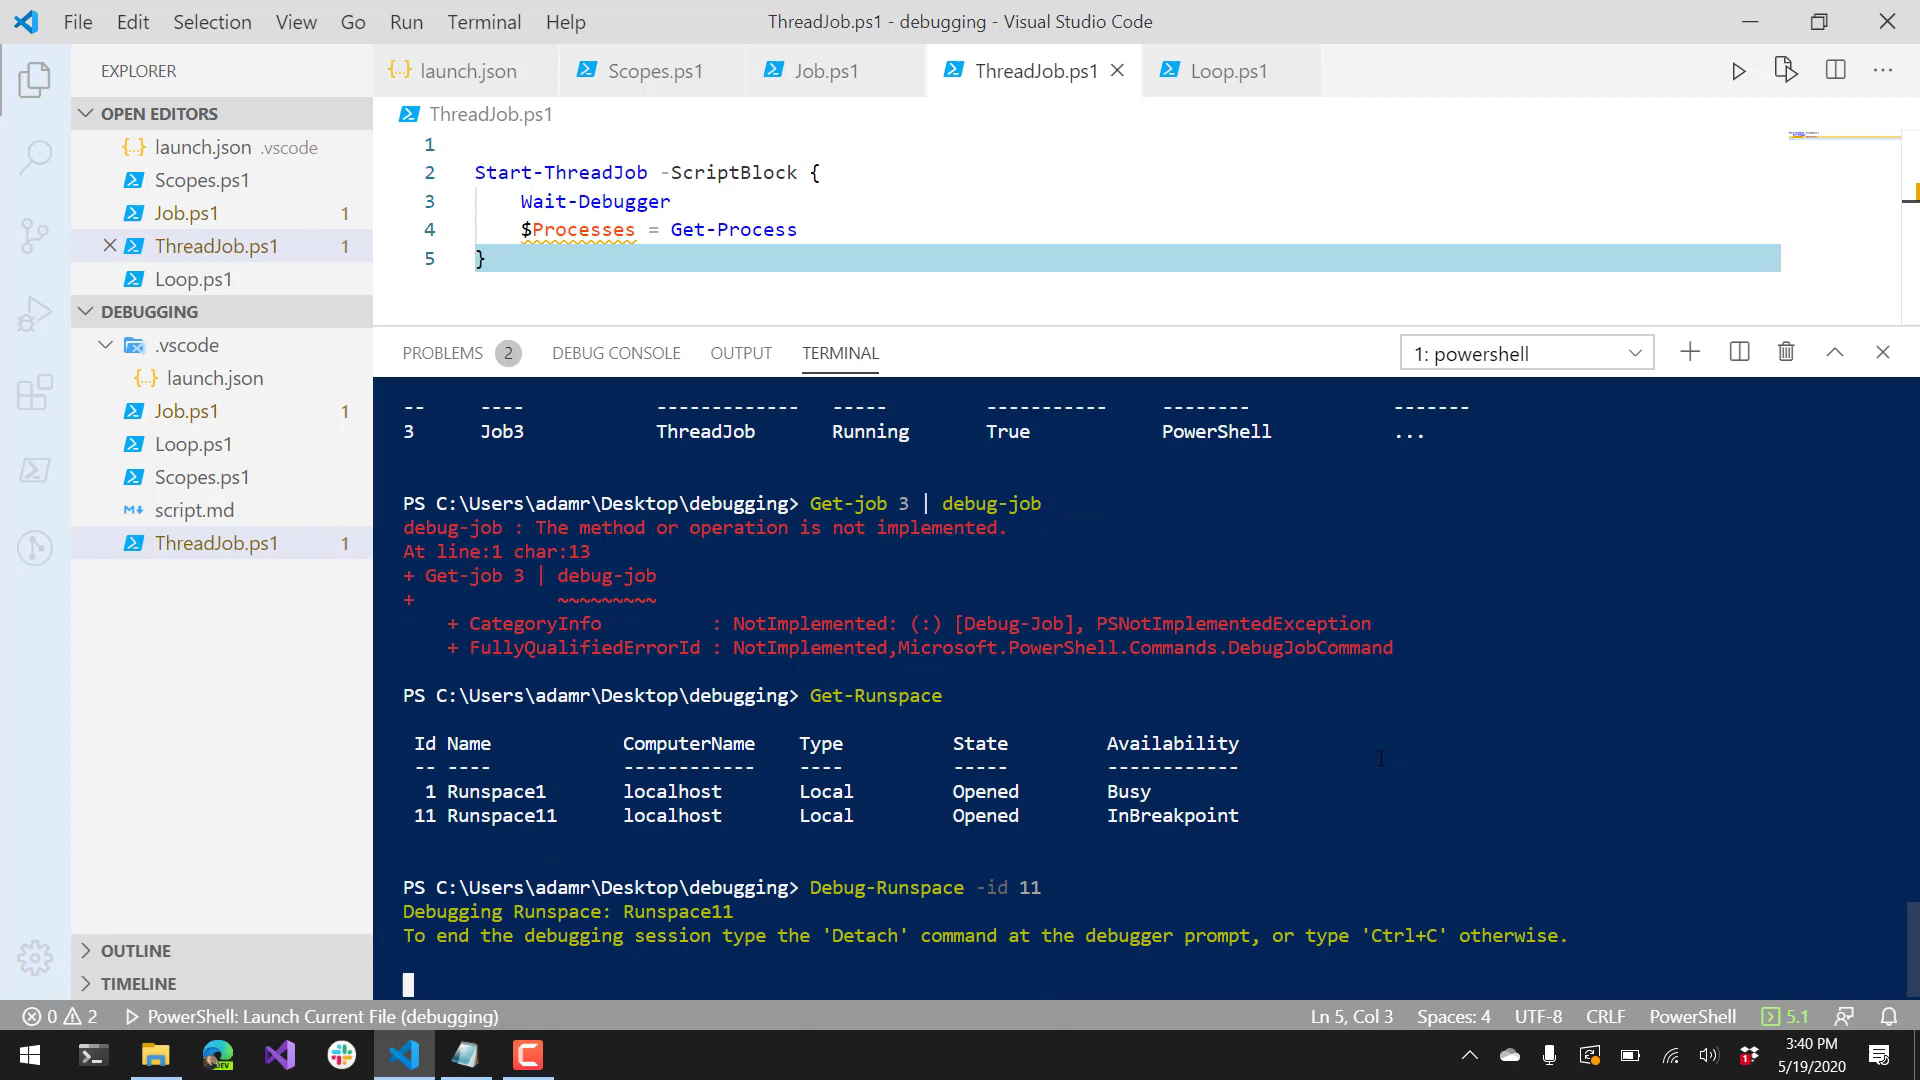 File Edit Selection View Go Run Terminal Help ThreadJob.ps1 - debugging - Visual Studio Code
EXPLORER
OPEN EDITORS
{..} launch.json .vscode
Scopes.ps1
Job.ps1 1
ThreadJob.ps1 1
Loop.ps1
DEBUGGING
.vscode
{..} launch.json
Job.ps1 1
Loop.ps1
Scopes.ps1
M↓ script.md
ThreadJob.ps1 1
OUTLINE
TIMELINE
{..} launch.json Scopes.ps1 Job.ps1 ThreadJob.ps1 Loop.ps1
ThreadJob.ps1
1
2 Start-ThreadJob -ScriptBlock {
3 Wait-Debugger
4 $Processes = Get-Process
5 }
PROBLEMS 2 DEBUG CONSOLE OUTPUT TERMINAL 1: powershell
-- ---- ------------- ----- ----------- -------- -------
3 Job3 ThreadJob Running True PowerShell ...
PS C:\Users\adamr\Desktop\debugging> Get-job 3 | debug-job
debug-job : The method or operation is not implemented.
At line:1 char:13
+ Get-job 3 | debug-job
+ ~~~~~~~~~
+ CategoryInfo : NotImplemented: (:) [Debug-Job], PSNotImplementedException
+ FullyQualifiedErrorId : NotImplemented,Microsoft.PowerShell.Commands.DebugJobCommand
PS C:\Users\adamr\Desktop\debugging> Get-Runspace
Id Name ComputerName Type State Availability
-- ---- ------------ ---- ----- ------------
1 Runspace1 localhost Local Opened Busy
11 Runspace11 localhost Local Opened InBreakpoint
PS C:\Users\adamr\Desktop\debugging> Debug-Runspace -id 11
Debugging Runspace: Runspace11
To end the debugging session type the 'Detach' command at the debugger prompt, or type 'Ctrl+C' otherwise.
0 2 PowerShell: Launch Current File (debugging) Ln 5, Col 3 Spaces: 4 UTF-8 CRLF PowerShell 5.1
DEV
3:40 PM
5/19/2020